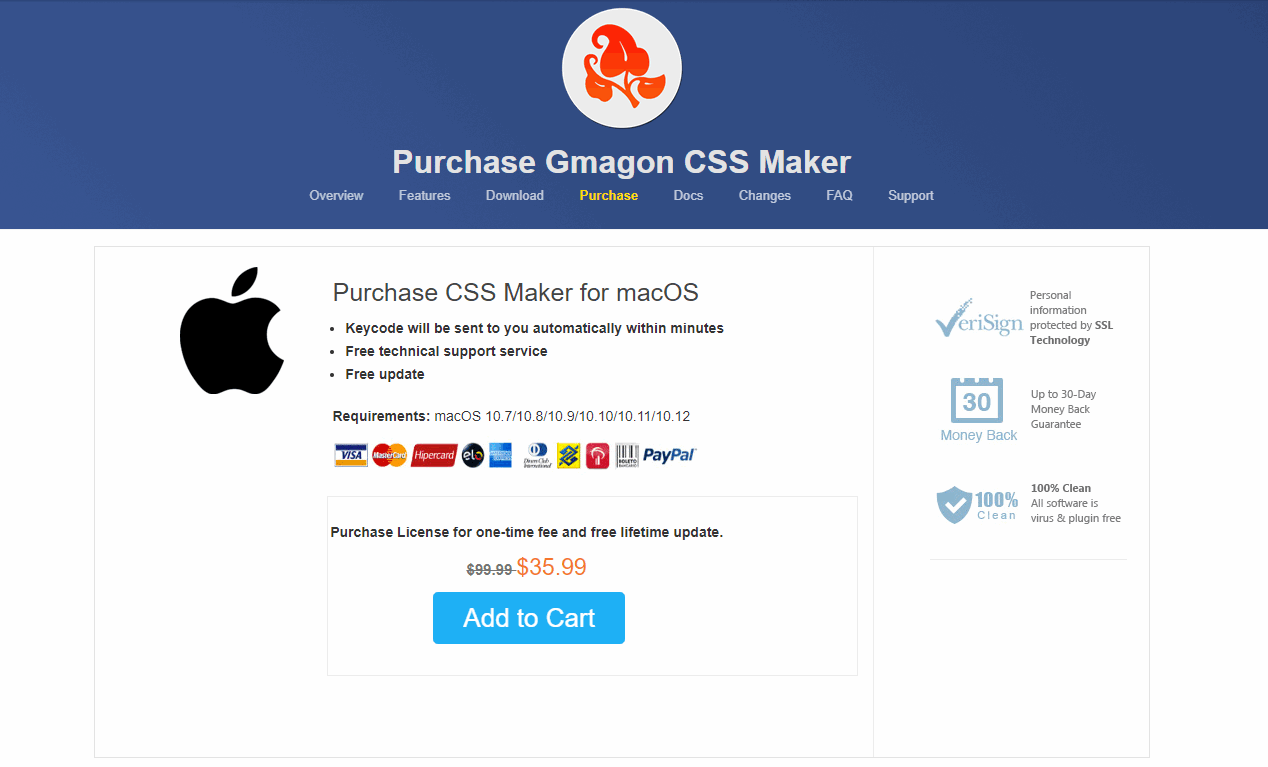 Purchase Gmagon CSS Maker
Overview Features Download Purchase Docs Changes FAQ Support
Purchase CSS Maker for macOS
• Keycode will be sent to you automatically within minutes
• Free technical support service
• Free update
Requirements: macOS 10.7/10.8/10.9/10.10/10.11/10.12
VISA MasterCard Hipercard elo AMERICAN EXPRESS Diners Club International BOLETO BANCÁRIO PayPal
Purchase License for one-time fee and free lifetime update.
$99.99 $35.99
Add to Cart
VeriSign
Personal
information
protected by SSL
Technology
30
Money Back
Up to 30-Day
Money Back
Guarantee
100%
Clean
100% Clean
All software is
virus & plugin free